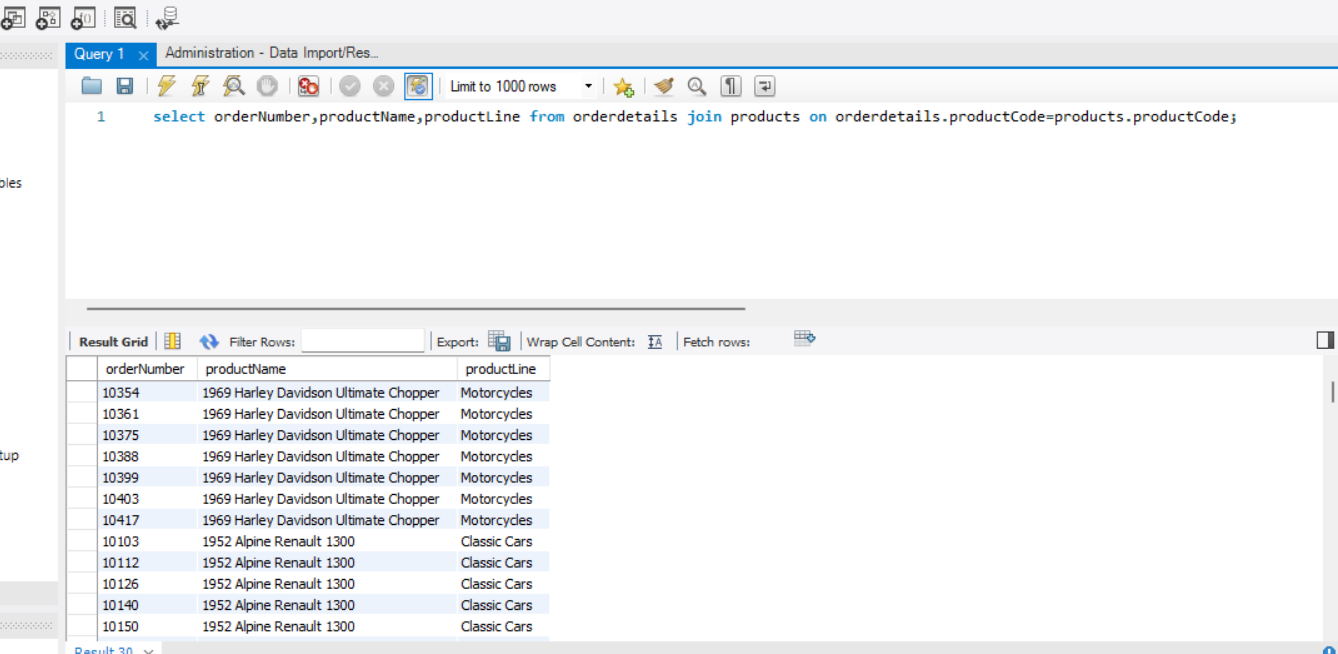 Query 1
Administration - Data Import/Res...
Limit to 1000 rows
1 select orderNumber,productName,productLine from orderdetails join products on orderdetails.productCode=products.productCode;
bles
tup
Result Grid Filter Rows: Export: Wrap Cell Content: Fetch rows:
orderNumber productName productLine
10354 1969 Harley Davidson Ultimate Chopper Motorcycles
10361 1969 Harley Davidson Ultimate Chopper Motorcycles
10375 1969 Harley Davidson Ultimate Chopper Motorcycles
10388 1969 Harley Davidson Ultimate Chopper Motorcycles
10399 1969 Harley Davidson Ultimate Chopper Motorcycles
10403 1969 Harley Davidson Ultimate Chopper Motorcycles
10417 1969 Harley Davidson Ultimate Chopper Motorcycles
10103 1952 Alpine Renault 1300 Classic Cars
10112 1952 Alpine Renault 1300 Classic Cars
10126 1952 Alpine Renault 1300 Classic Cars
10140 1952 Alpine Renault 1300 Classic Cars
10150 1952 Alpine Renault 1300 Classic Cars
Result 30